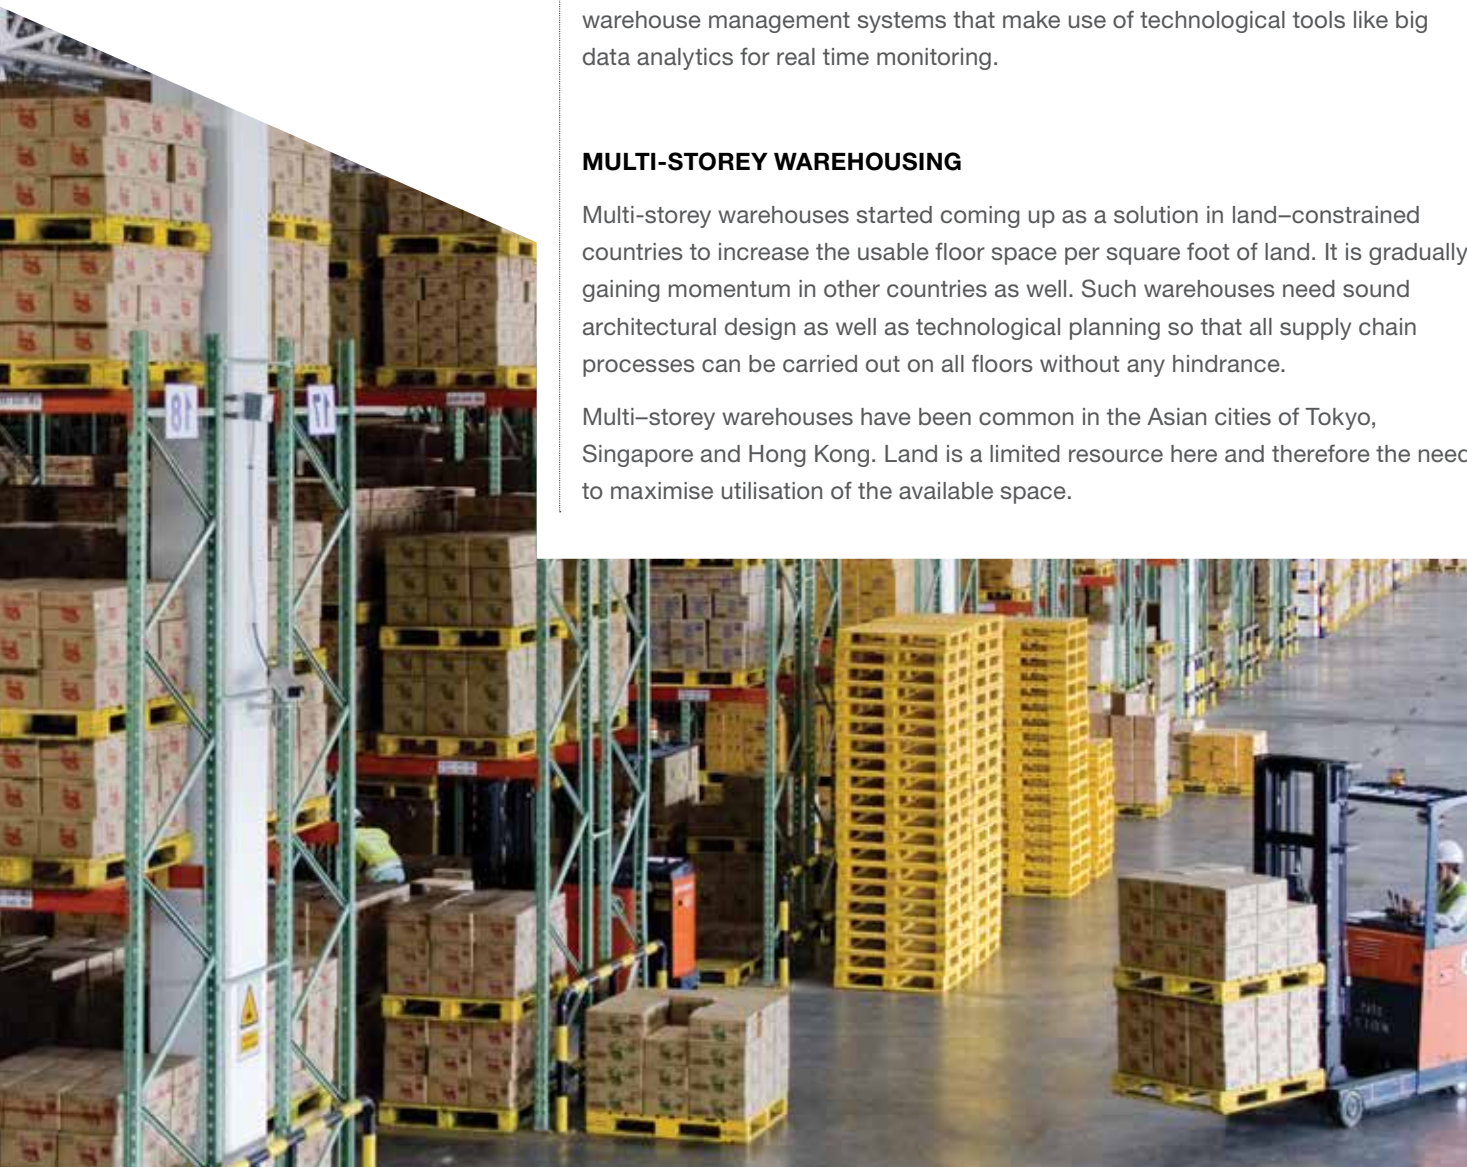 warehouse management systems that make use of technological tools like big
data analytics for real time monitoring.
MULTI-STOREY WAREHOUSING
Multi-storey warehouses started coming up as a solution in land–constrained
countries to increase the usable floor space per square foot of land. It is gradually
gaining momentum in other countries as well. Such warehouses need sound
architectural design as well as technological planning so that all supply chain
processes can be carried out on all floors without any hindrance.
Multi–storey warehouses have been common in the Asian cities of Tokyo,
Singapore and Hong Kong. Land is a limited resource here and therefore the need
to maximise utilisation of the available space.
18
17